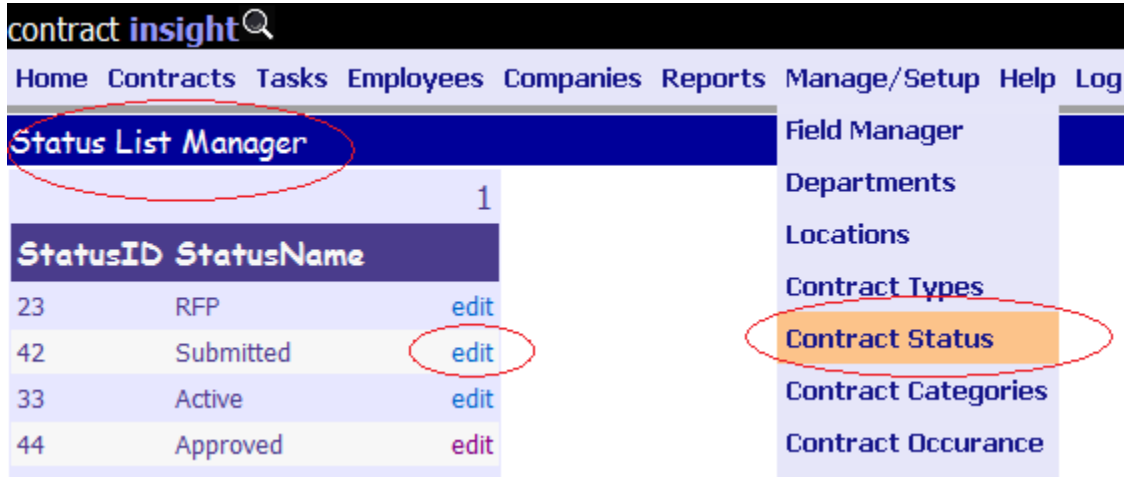 contract insight
Home Contracts Tasks Employees Companies Reports Manage/Setup Help Log
Status List Manager
1
StatusID StatusName
23 RFP edit
42 Submitted edit
33 Active edit
44 Approved edit
Field Manager
Departments
Locations
Contract Types
Contract Status
Contract Categories
Contract Occurance